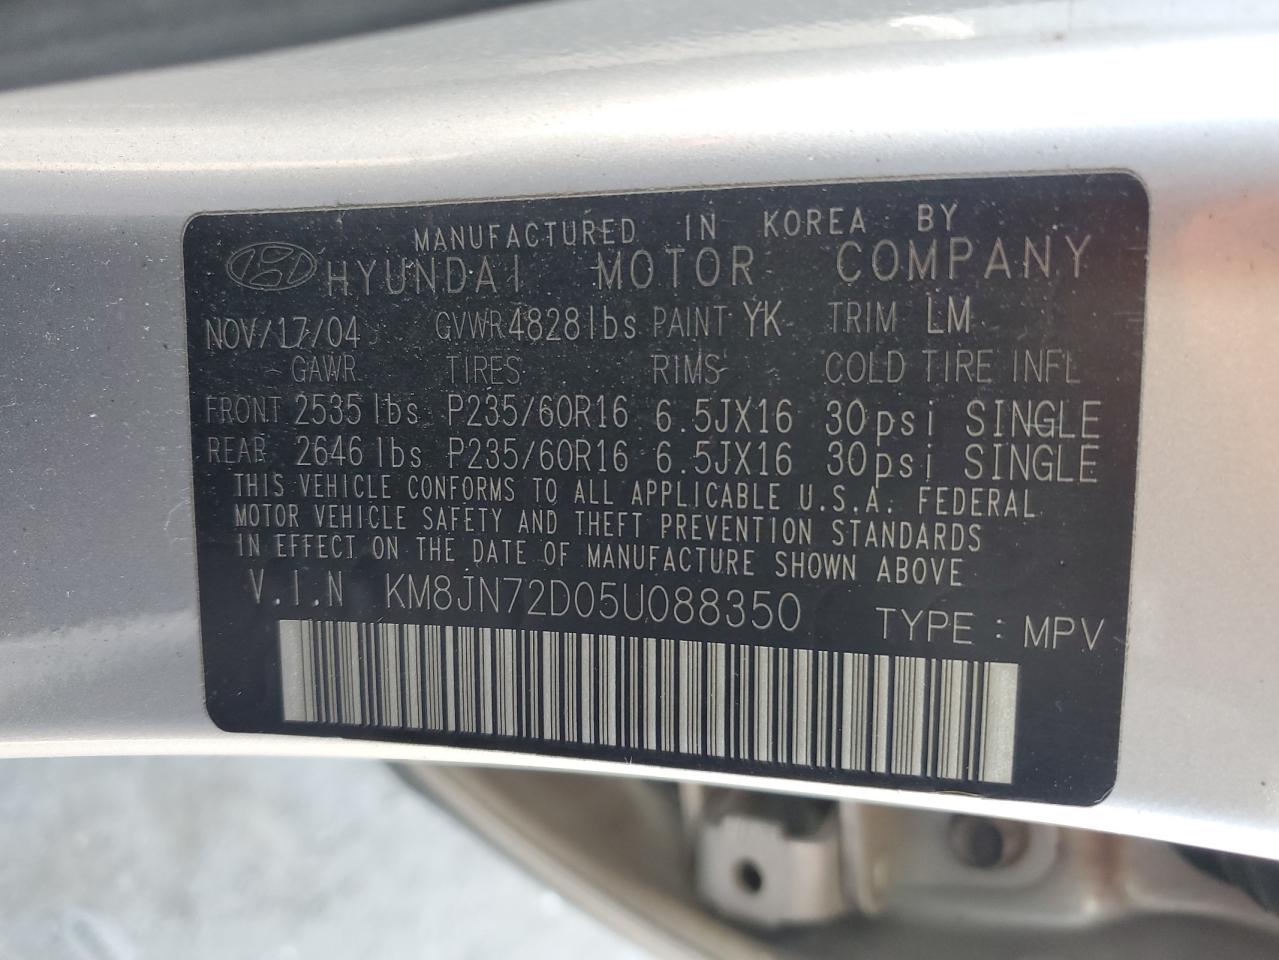 MANUFACTURED IN KOREA BY
HYUNDAI MOTOR COMPANY
NOV/17/04 GVWR 4828lbs PAINT YK TRIM LM
GAWR TIRES RIMS COLD TIRE INFL
FRONT 2535 lbs P235/60R16 6.5JX16 30psi SINGLE
REAR 2646 lbs P235/60R16 6.5JX16 30psi SINGLE
THIS VEHICLE CONFORMS TO ALL APPLICABLE U.S.A. FEDERAL
MOTOR VEHICLE SAFETY AND THEFT PREVENTION STANDARDS
IN EFFECT ON THE DATE OF MANUFACTURE SHOWN ABOVE
V.I.N KM8JN72D05U088350 TYPE : MPV